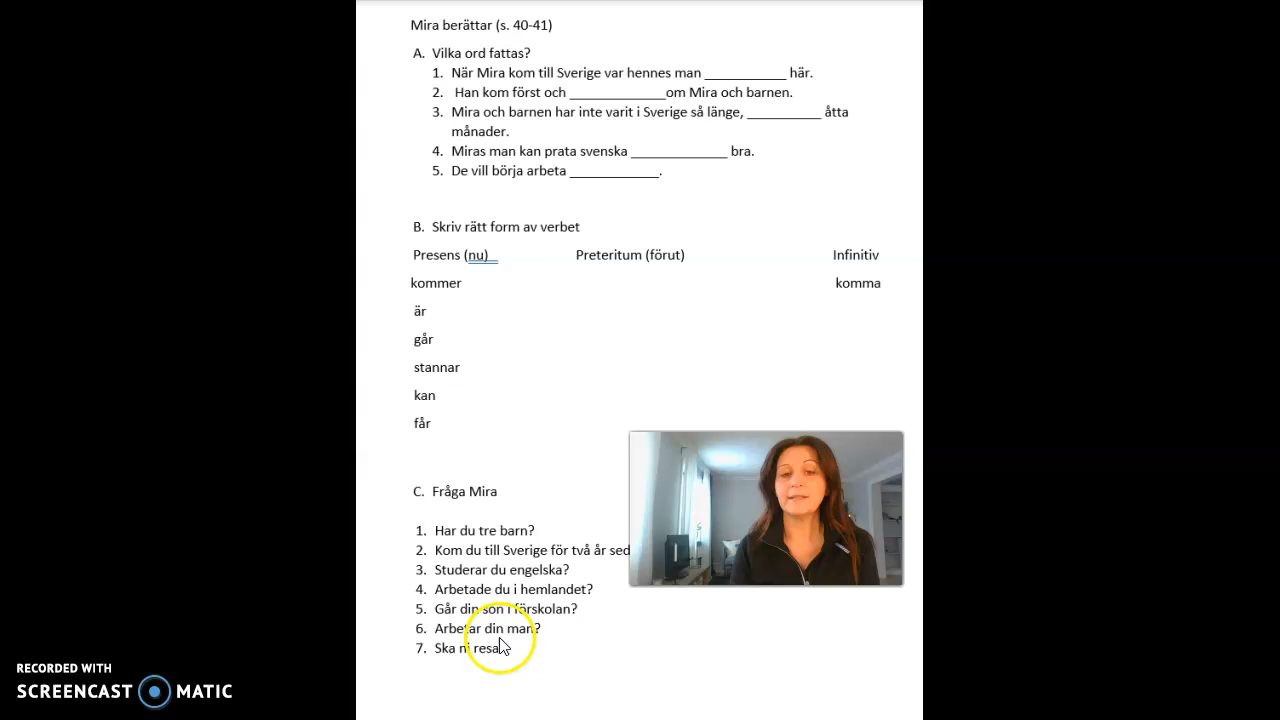 Mira berättar (s. 40-41)
A. Vilka ord fattas?
1. När Mira kom till Sverige var hennes man ___________ här.
2. Han kom först och _____________om Mira och barnen.
3. Mira och barnen har inte varit i Sverige så länge, __________ åtta
månader.
4. Miras man kan prata svenska _____________ bra.
5. De vill börja arbeta ____________.
B. Skriv rätt form av verbet
Presens (nu) Preteritum (förut) Infinitiv
kommer komma
är
går
stannar
kan
får
C. Fråga Mira
1. Har du tre barn?
2. Kom du till Sverige för två år sed
3. Studerar du engelska?
4. Arbetade du i hemlandet?
5. Går din son i förskolan?
6. Arbetar din man?
7. Ska ni resa
RECORDED WITH
SCREENCAST MATIC